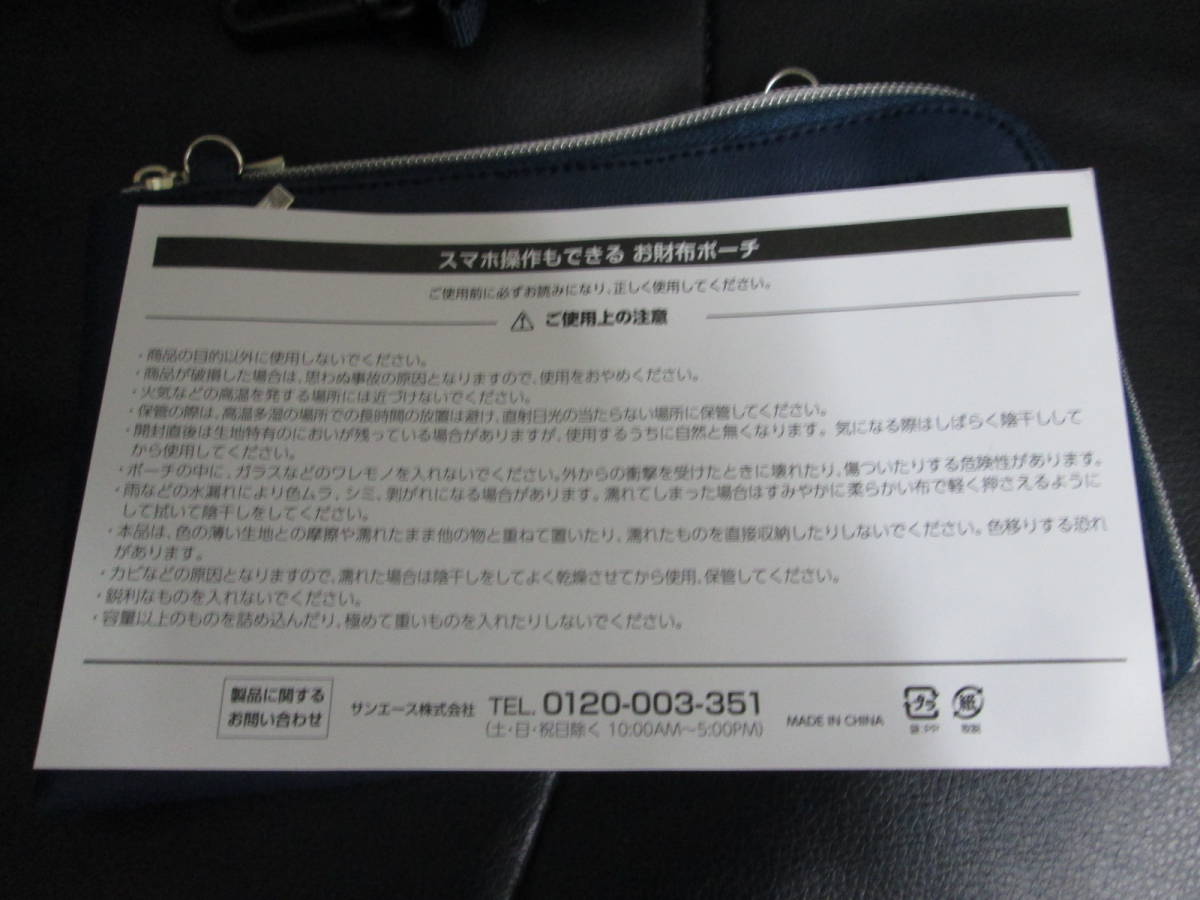 スマホ操作もできる お財布ポーチ
ご使用前に必ずお読みになり、正しく使用してください。
ご使用上の注意
・商品の目的以外に使用しないでください。
・商品が破損した場合は、思わぬ事故の原因となりますので、使用をおやめください。
・火気などの高温を発する場所には近づけないでください。
・保管の際は、高温多湿の場所での長時間の放置は避け、直射日光の当たらない場所に保管してください。
・開封直後は生地特有のにおいが残っている場合がありますが、使用するうちに自然と無くなります。気になる際はしばらく陰干しして
から使用してください。
・ポーチの中に、ガラスなどのワレモノを入れないでください。外からの衝撃を受けたときに壊れたり、傷ついたりする危険性があります。
・雨などの水漏れにより色ムラ、シミ、剥がれになる場合があります。濡れてしまった場合はすみやかに柔らかい布で軽く押さえるように
して拭いて陰干しをしてください。
・本品は、色の薄い生地との摩擦や濡れたまま他の物と重ねて置いたり、濡れたものを直接収納したりしないでください。色移りする恐れ
があります。
・カビなどの原因となりますので、濡れた場合は陰干しをしてよく乾燥させてから使用、保管してください。
・鋭利なものを入れないでください。
・容量以上のものを詰め込んだり、極めて重いものを入れたりしないでください。
製品に関する
お問い合わせ
サンエース株式会社
TEL. 0120-003-351
(土・日・祝日除く 10:00AM〜5:00PM)
MADE IN CHINA
プラ
袋:PP
紙